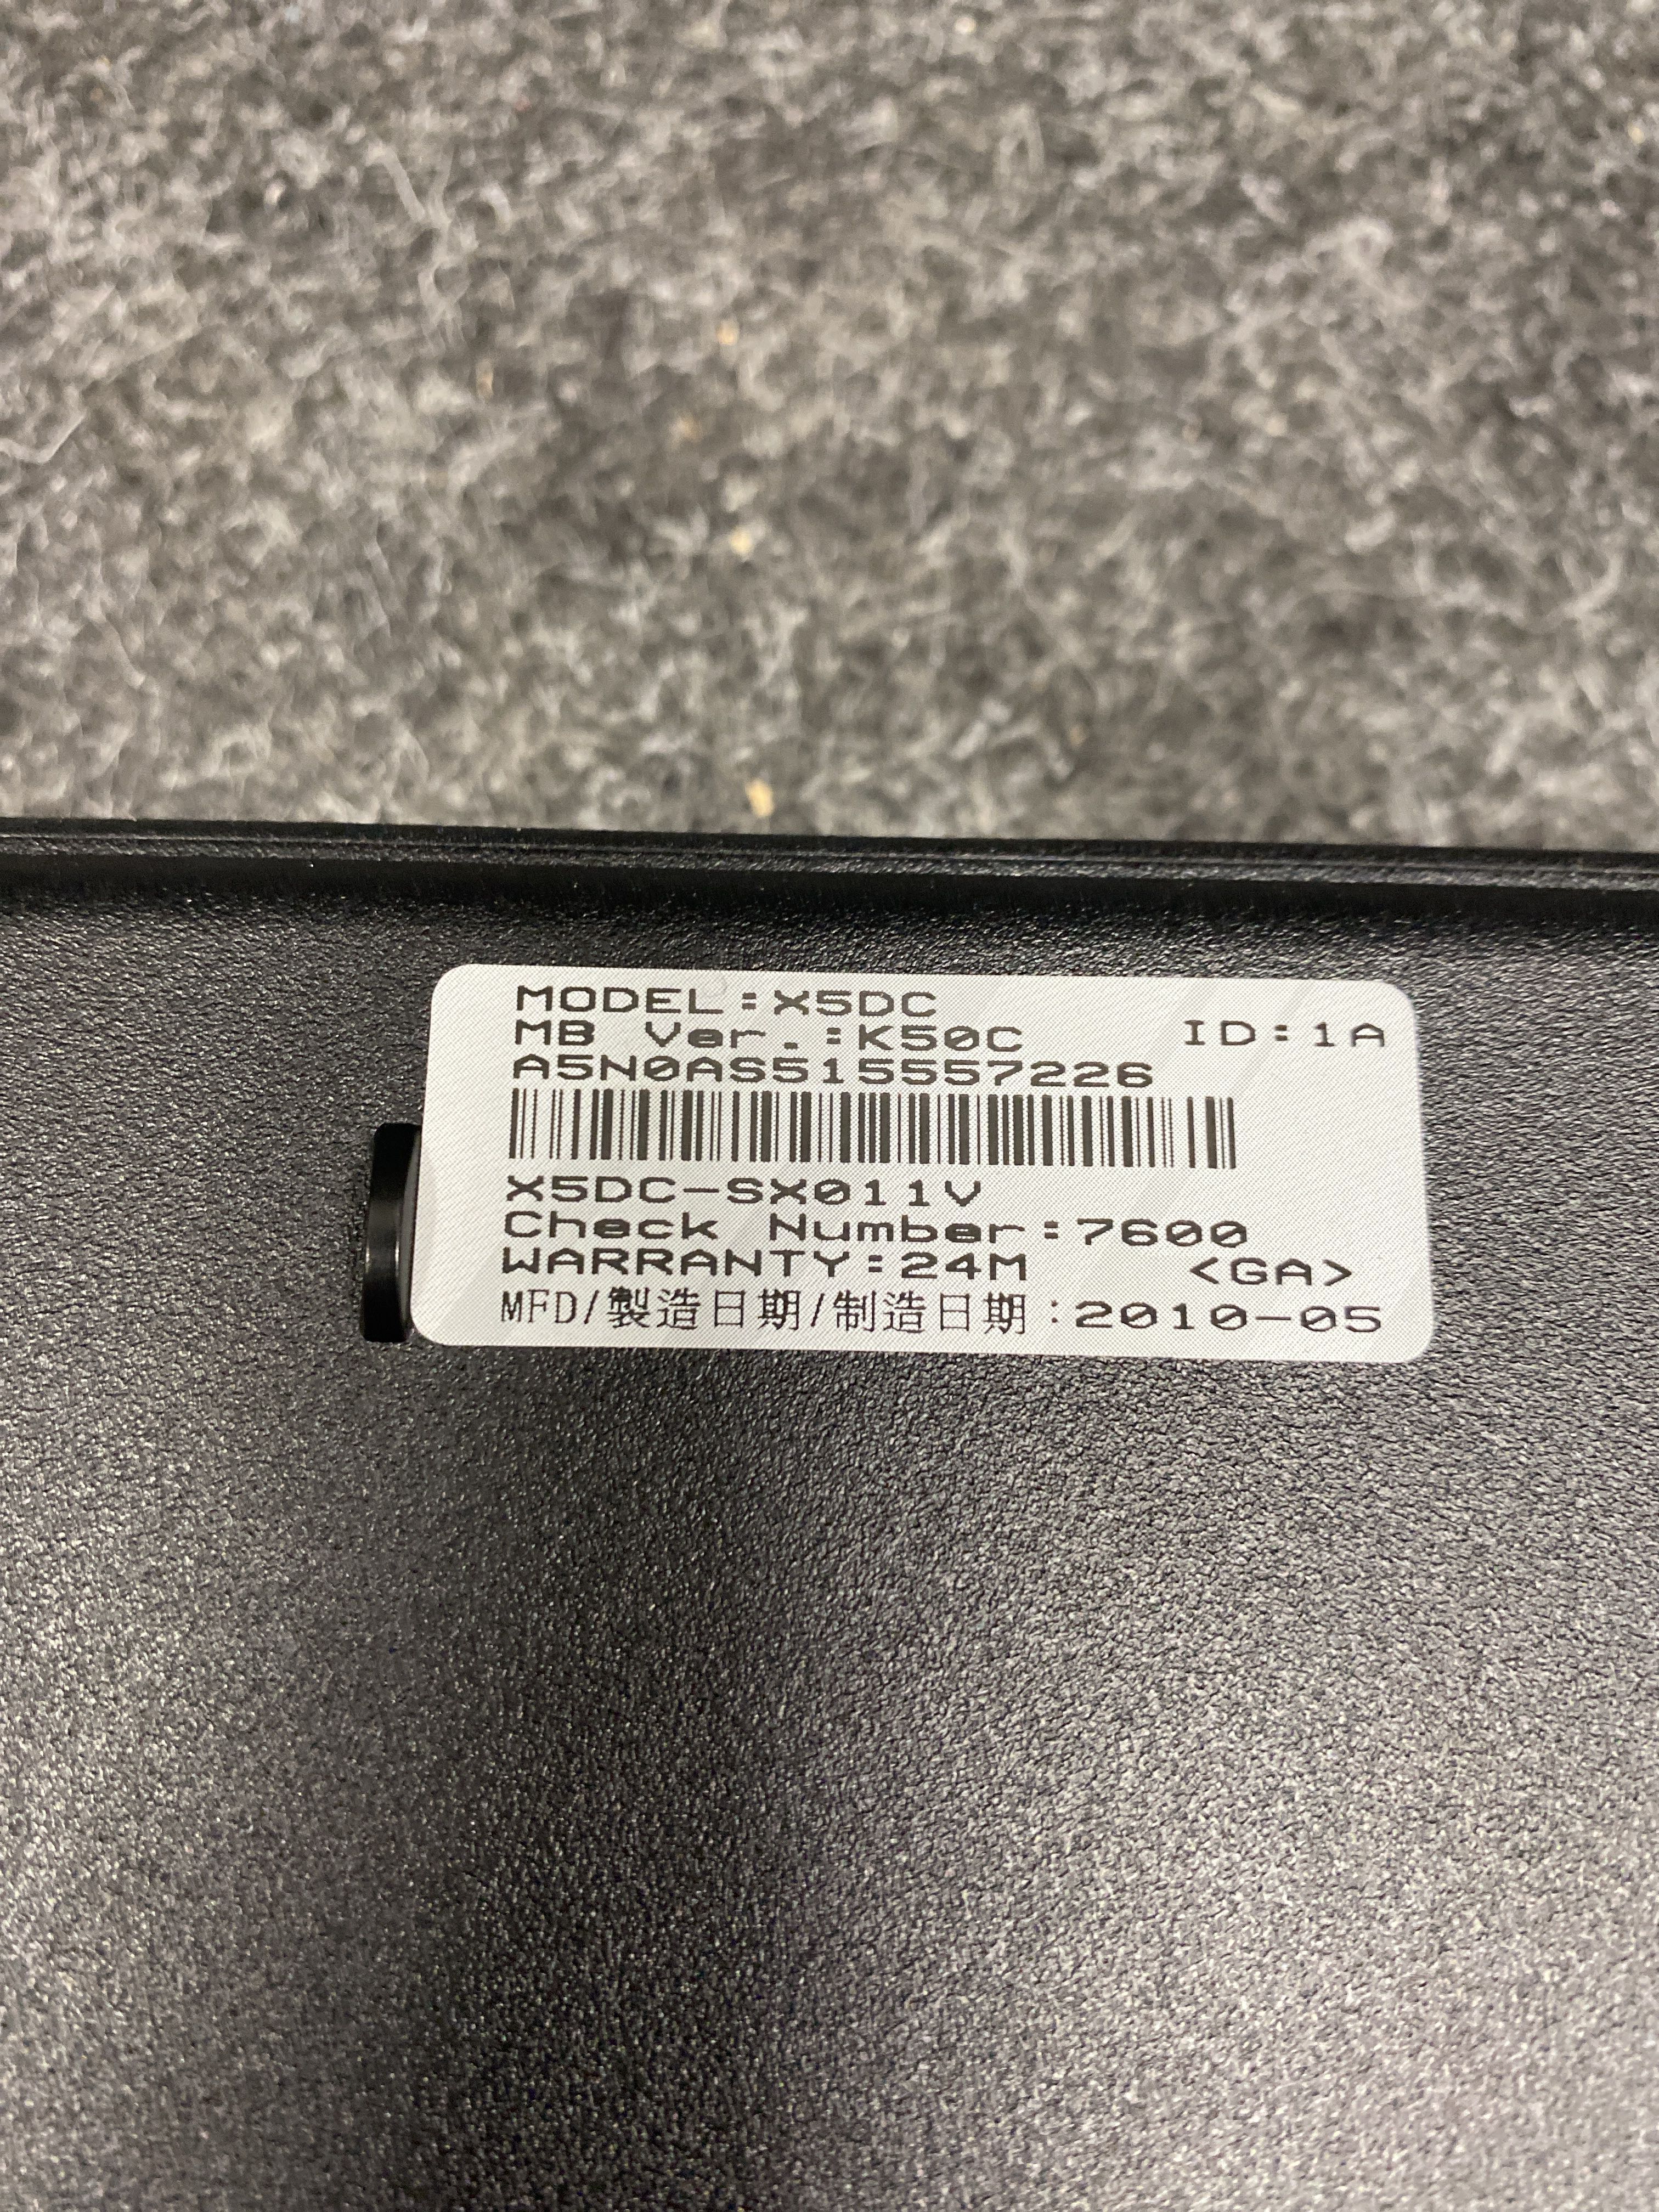 MODEL:X5DC
MB Ver.:K50C ID:1A
A5N0AS515557226
X5DC-SX011V
Check Number:7600
WARRANTY:24M <GA>
MFD/製造日期/制造日期:2010-05